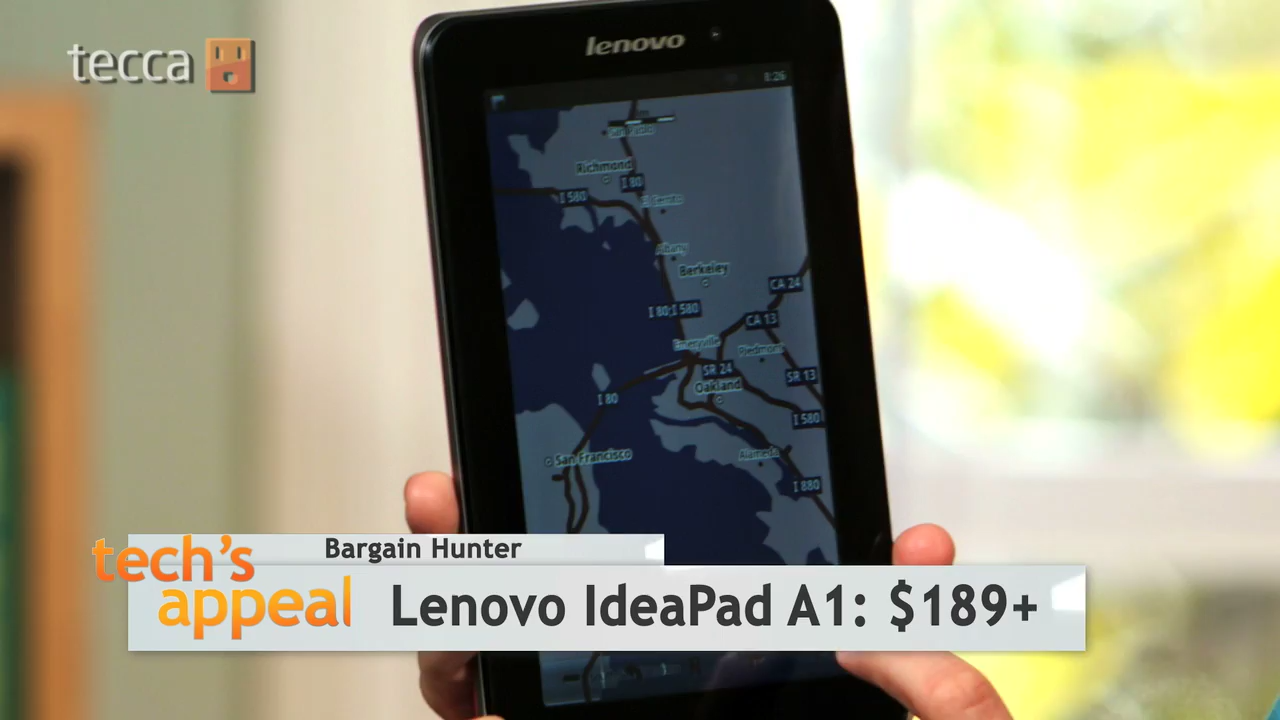 tecca
lenovo
8:26
San Pablo
Richmond
I 80
I 580
El Cerrito
Albany
Berkeley
CA 24
I 80;I 580
CA 13
Emeryville
Piedmont
SR 24
SR 13
Oakland
I 80
I 580
San Francisco
Alameda
I 880
Bargain Hunter
tech's
appeal
Lenovo IdeaPad A1: $189+